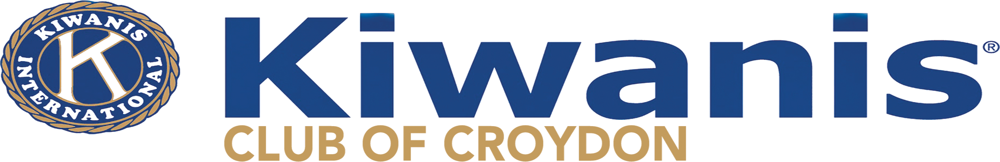 KIWANIS
K
INTERNATIONAL
Kiwanis®
CLUB OF CROYDON